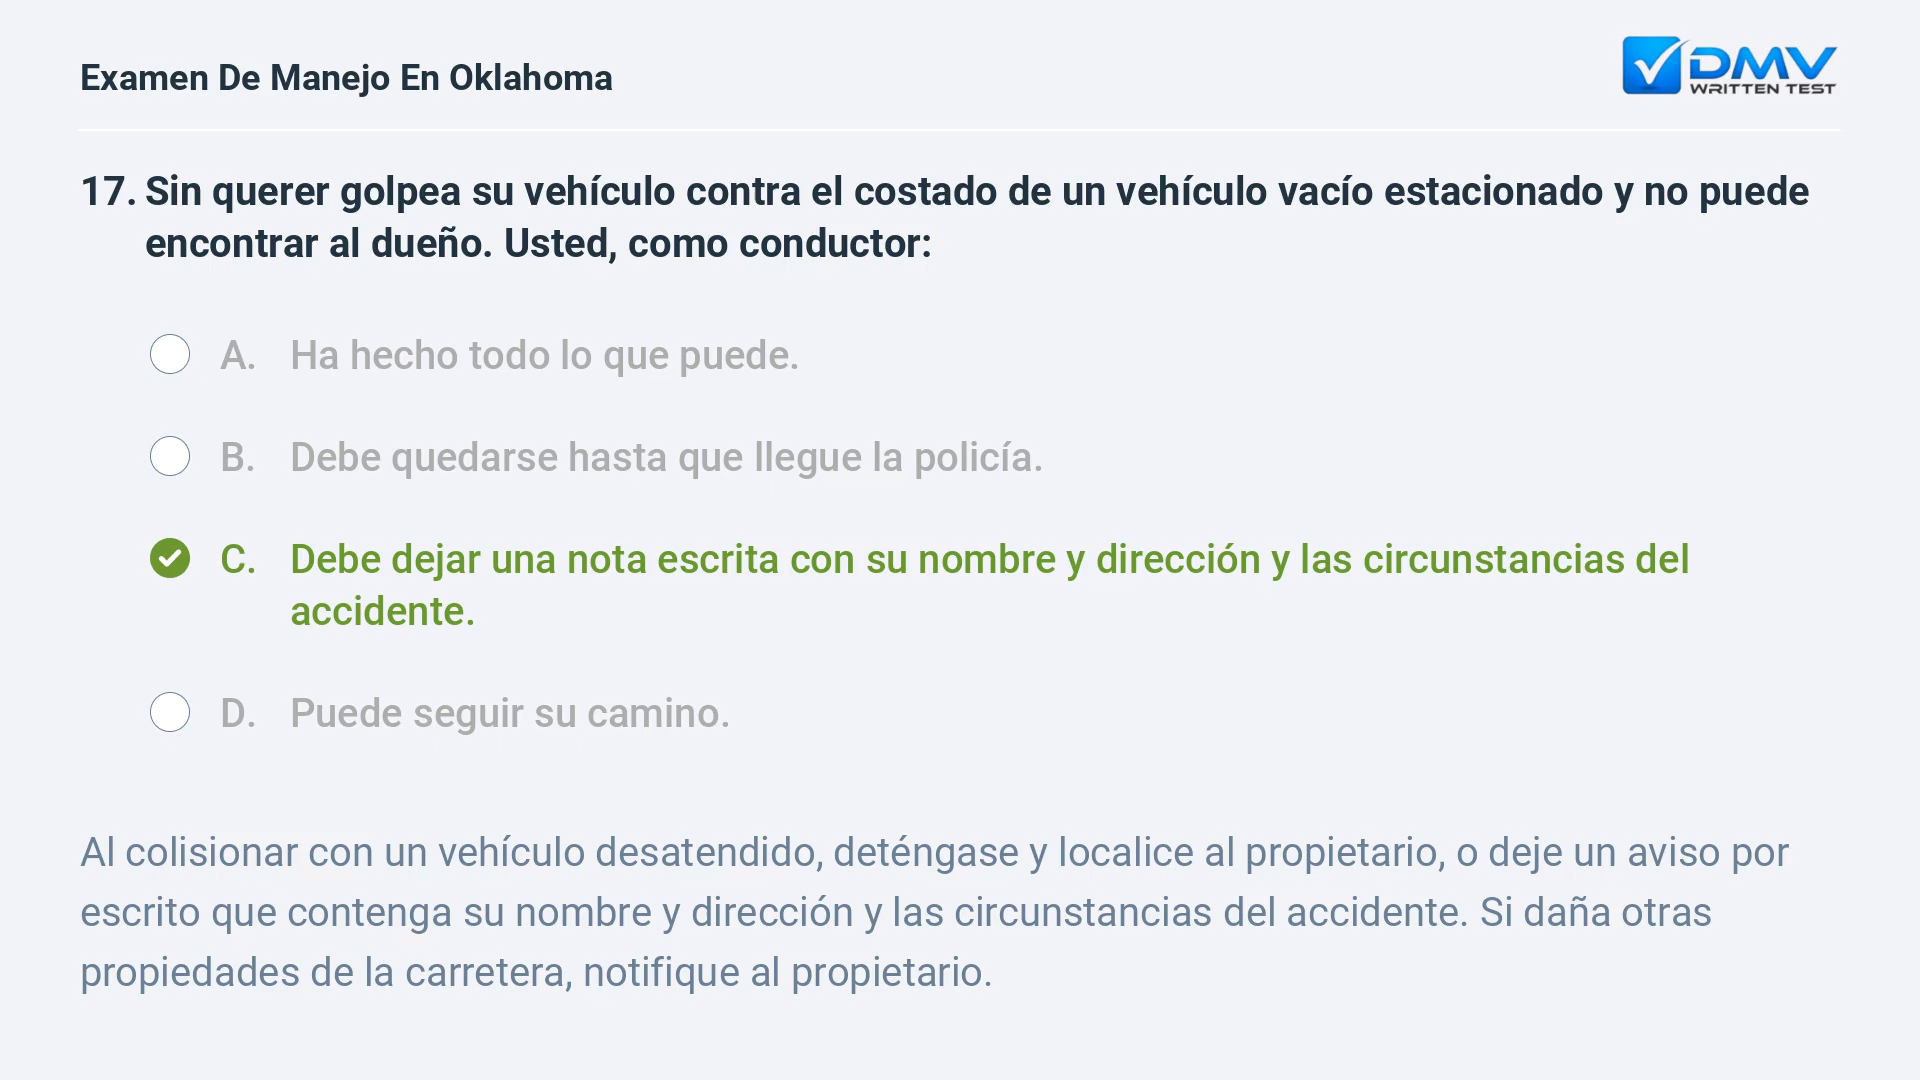 Examen De Manejo En Oklahoma
DMV
WRITTEN TEST
17. Sin querer golpea su vehículo contra el costado de un vehículo vacío estacionado y no puede
encontrar al dueño. Usted, como conductor:
A. Ha hecho todo lo que puede.
B. Debe quedarse hasta que llegue la policía.
C. Debe dejar una nota escrita con su nombre y dirección y las circunstancias del
accidente.
D. Puede seguir su camino.
Al colisionar con un vehículo desatendido, deténgase y localice al propietario, o deje un aviso por
escrito que contenga su nombre y dirección y las circunstancias del accidente. Si daña otras
propiedades de la carretera, notifique al propietario.